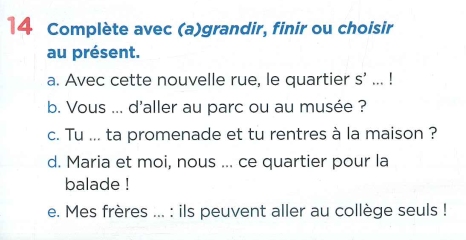 14 Complète avec (a)grandir, finir ou choisir
au présent.
a. Avec cette nouvelle rue, le quartier s' ... !
b. Vous ... d'aller au parc ou au musée ?
c. Tu ... ta promenade et tu rentres à la maison ?
d. Maria et moi, nous ... ce quartier pour la
balade !
e. Mes frères ... : ils peuvent aller au collège seuls !